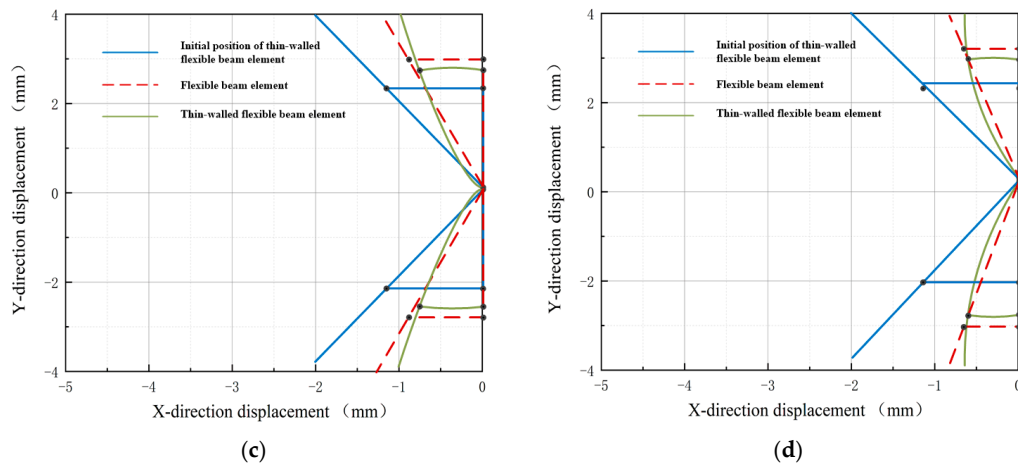 4
2
0
-2
-4
Y-direction displacement （mm）
Initial position of thin-walled
flexible beam element
Flexible beam element
Thin-walled flexible beam element
-5 -4 -3 -2 -1 0
X-direction displacement （mm）
(c)
4
2
0
-2
-4
Y-direction displacement （mm）
Initial position of thin-walled
flexible beam element
Flexible beam element
Thin-walled flexible beam element
-5 -4 -3 -2 -1 0
X-direction displacement （mm）
(d)